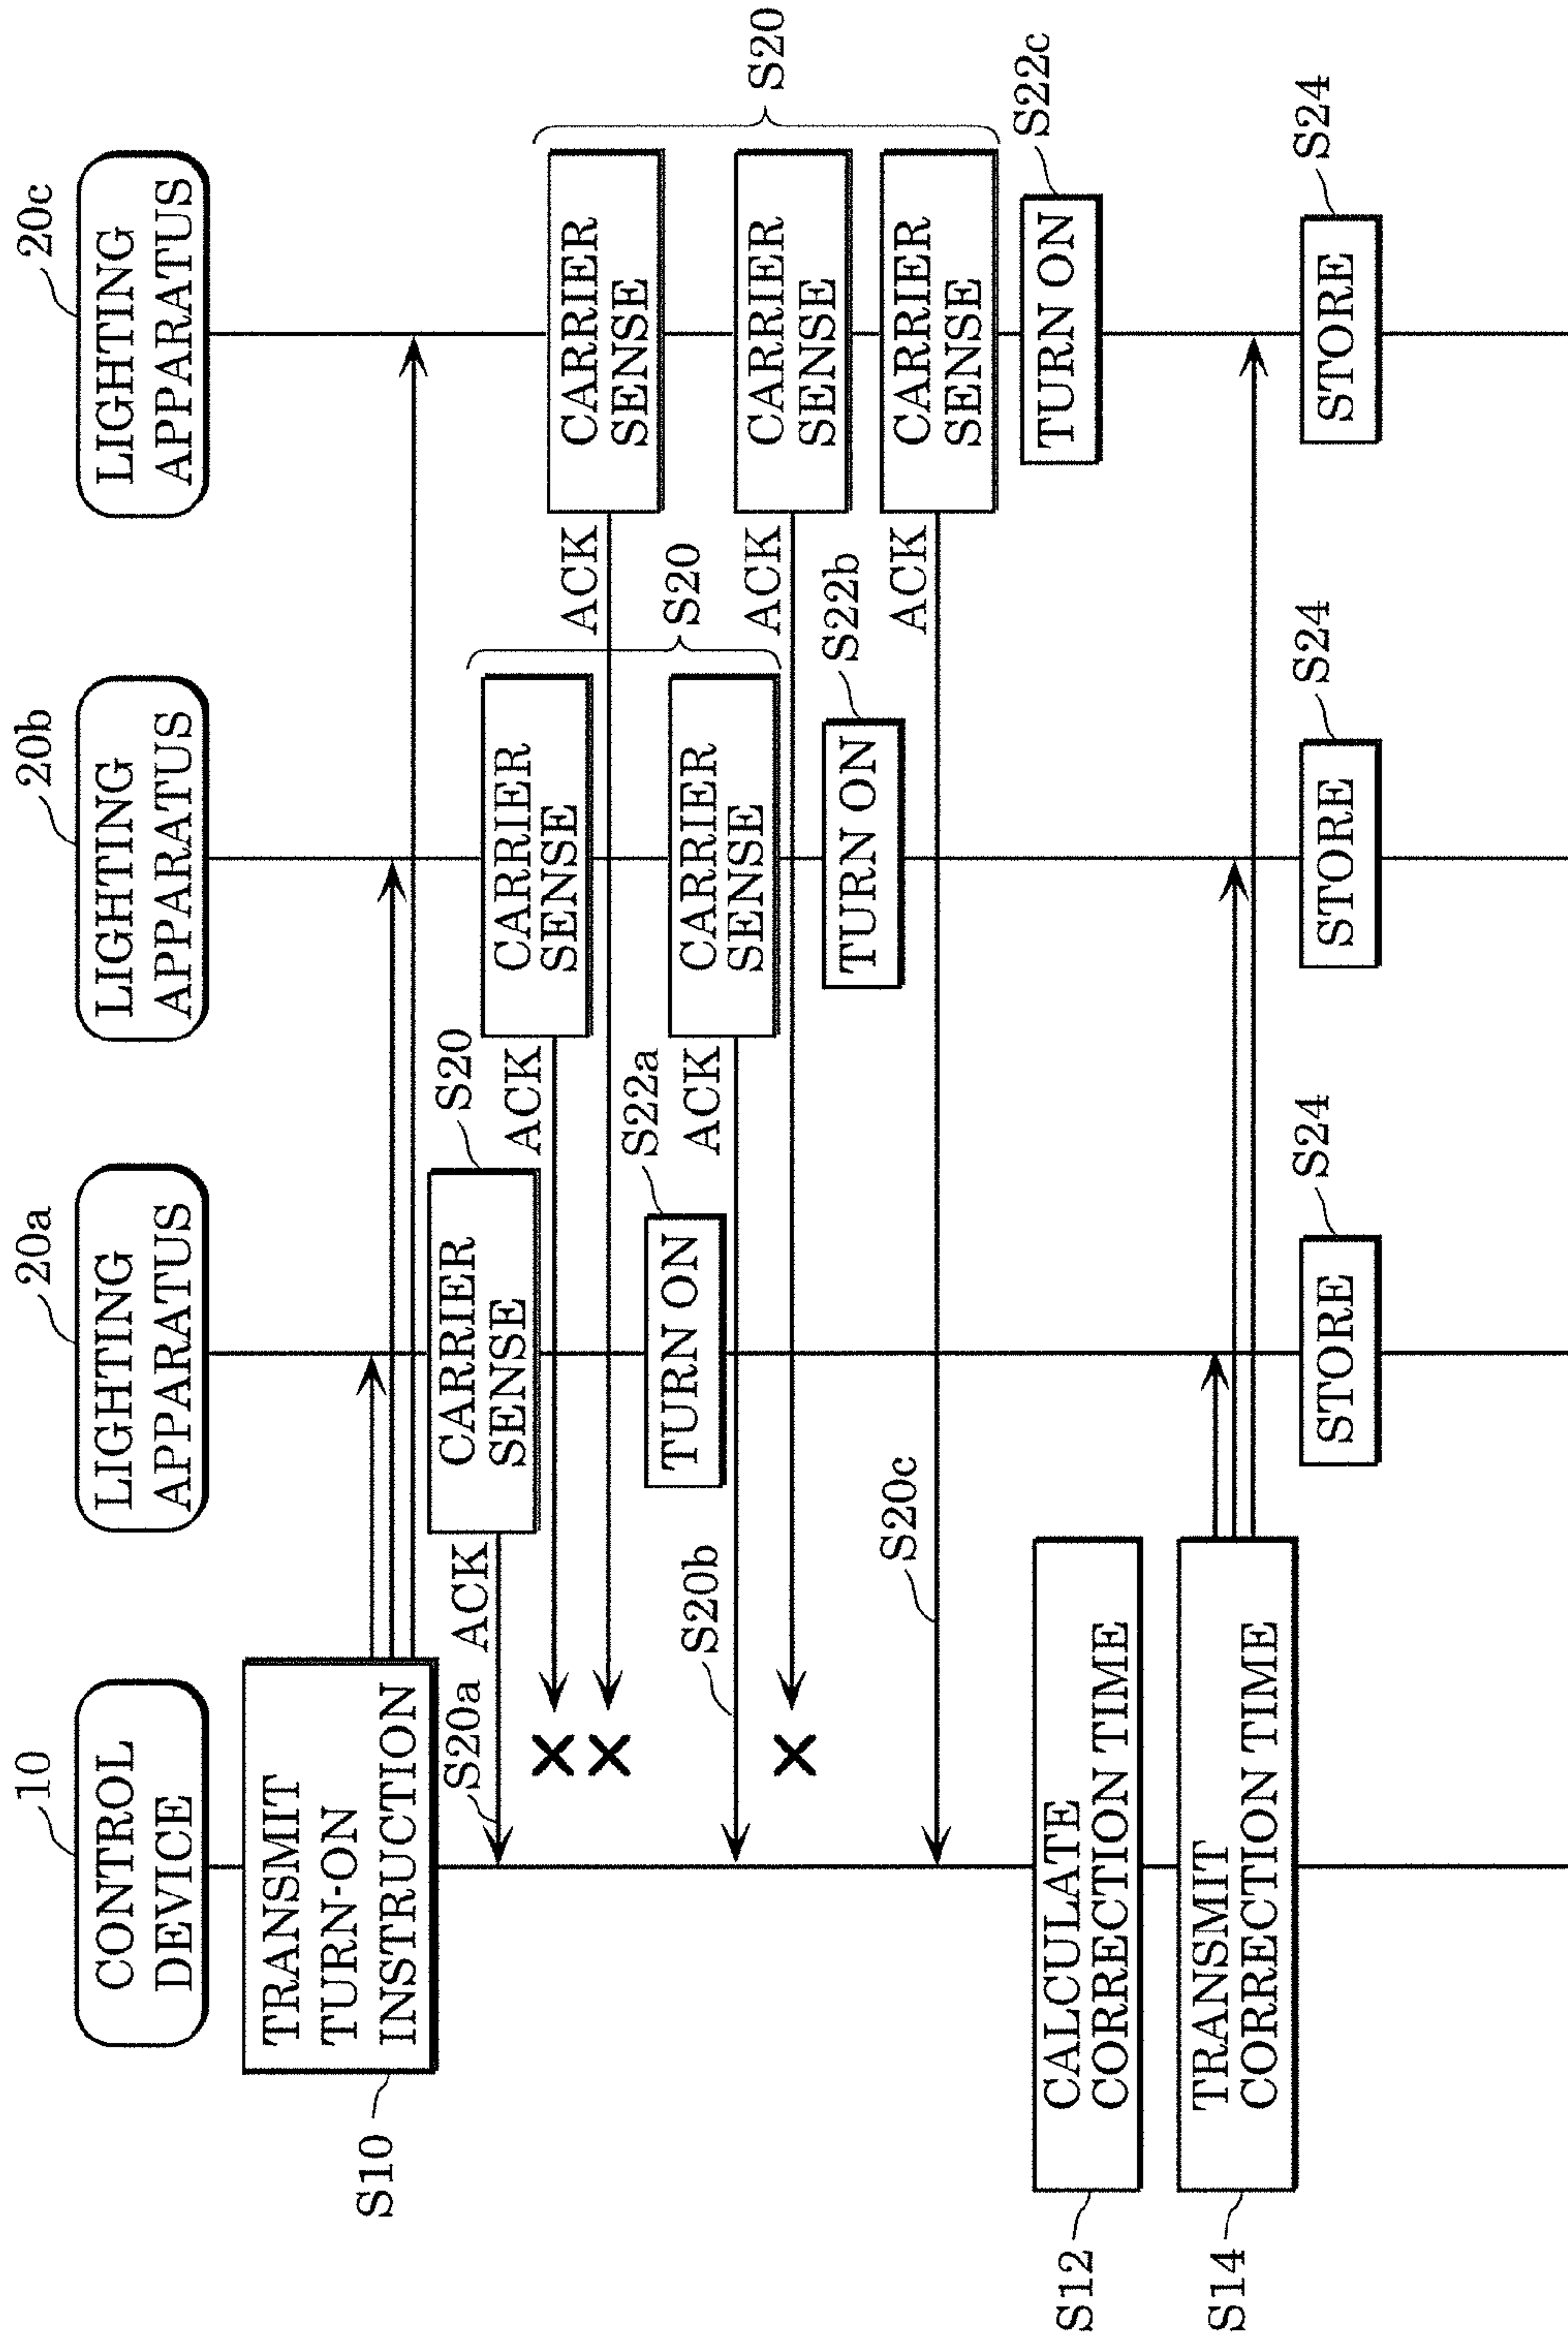 10
20a
20b
20c
CONTROL
DEVICE
LIGHTING
APPARATUS
LIGHTING
APPARATUS
LIGHTING
APPARATUS
S10
TRANSMIT
TURN-ON
INSTRUCTION
S20a
ACK
CARRIER
SENSE
S20
ACK
CARRIER
SENSE
ACK
CARRIER
SENSE
TURN ON
S22a
S20b
ACK
CARRIER
SENSE
S20
ACK
CARRIER
SENSE
TURN ON
S22b
S20c
ACK
CARRIER
SENSE
S20
TURN ON
S22c
S12
CALCULATE
CORRECTION TIME
S14
TRANSMIT
CORRECTION TIME
STORE
S24
STORE
S24
STORE
S24